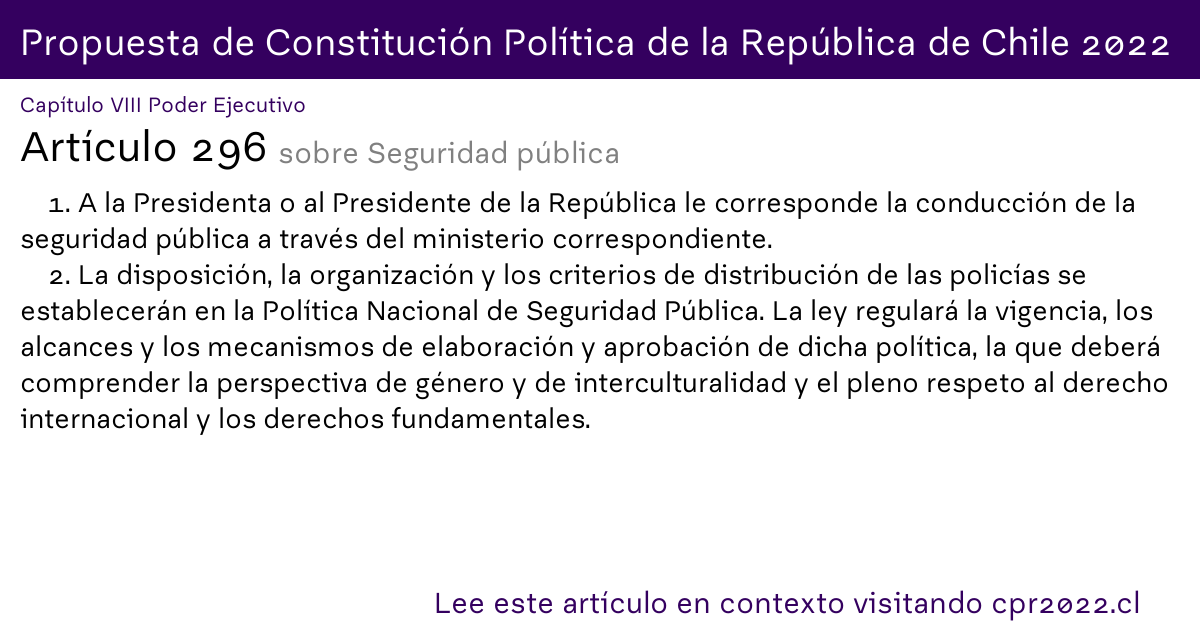 Propuesta de Constitución Política de la República de Chile 2022
Capítulo VIII Poder Ejecutivo
Artículo 296 sobre Seguridad pública
1. A la Presidenta o al Presidente de la República le corresponde la conducción de la
seguridad pública a través del ministerio correspondiente.
2. La disposición, la organización y los criterios de distribución de las policías se
establecerán en la Política Nacional de Seguridad Pública. La ley regulará la vigencia, los
alcances y los mecanismos de elaboración y aprobación de dicha política, la que deberá
comprender la perspectiva de género y de interculturalidad y el pleno respeto al derecho
internacional y los derechos fundamentales.
Lee este artículo en contexto visitando cpr2022.cl